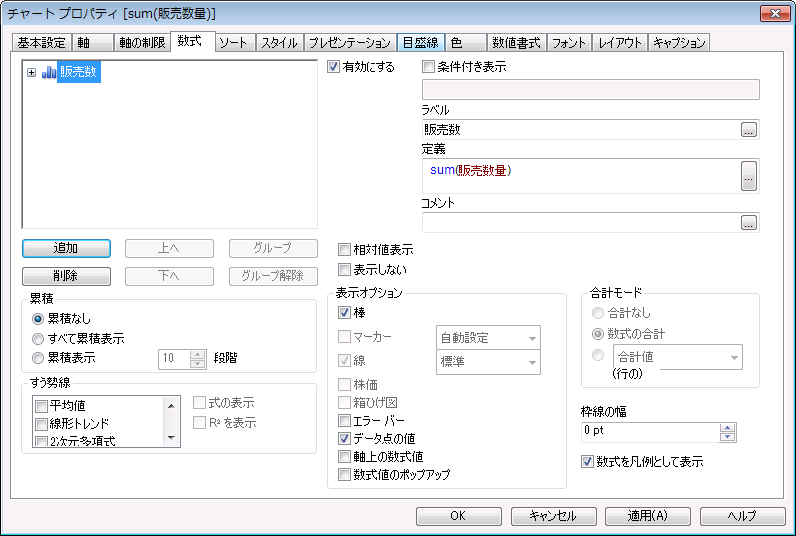 チャート プロパティ [sum(販売数量)]
基本設定 軸 軸の制限 数式 ソート スタイル プレゼンテーション 目盛線 色 数値書式 フォント レイアウト キャプション
販売数
有効にする
条件付き表示
ラベル
販売数
...
定義
sum(販売数量)
...
コメント
...
追加 上へ グループ
削除 下へ グループ解除
相対値表示
表示しない
累積
累積なし
すべて累積表示
累積表示 10 段階
すう勢線
平均値
線形トレンド
2次元多項式
式の表示
R² を表示
表示オプション
棒
マーカー 自動設定
線 標準
株価
箱ひげ図
エラー バー
データ点の値
軸上の数式値
数式値のポップアップ
合計モード
合計なし
数式の合計
合計値
(行の)
枠線の幅
0 pt
数式を凡例として表示
OK キャンセル 適用(A) ヘルプ